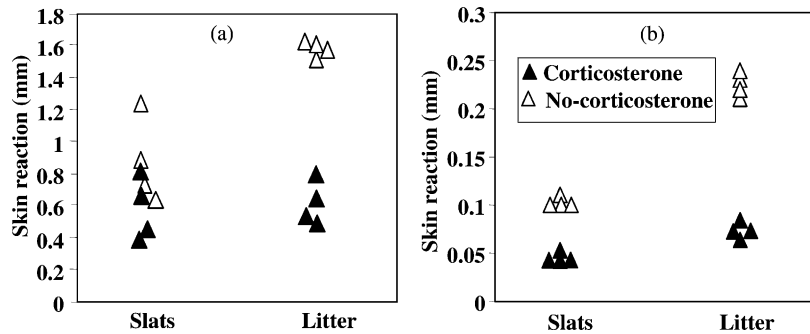 (a)
Skin reaction (mm)
1.8
1.6
1.4
1.2
1
0.8
0.6
0.4
0.2
0
Slats Litter
(b)
Skin reaction (mm)
0.3
0.25
0.2
0.15
0.1
0.05
0
Corticosterone
No-corticosterone
Slats Litter